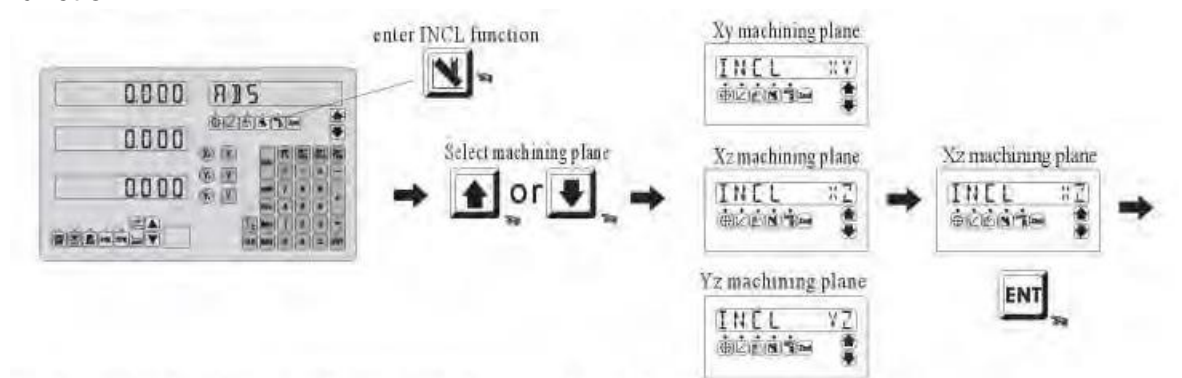 enter INCL function
0.000
ABS
0.000
0.000
Select machining plane
or
Xy machining plane
INCL XY
Xz machining plane
INCL XZ
Yz machining plane
INCL YZ
Xz machining plane
INCL XZ
ENT